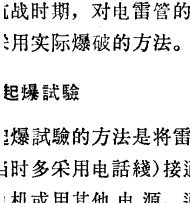 战时期，对电雷管的
用实际爆破的方法。
起爆試驗
爆試驗的方法是将雷
当时多采用电話綫）接
机或用其他电源，